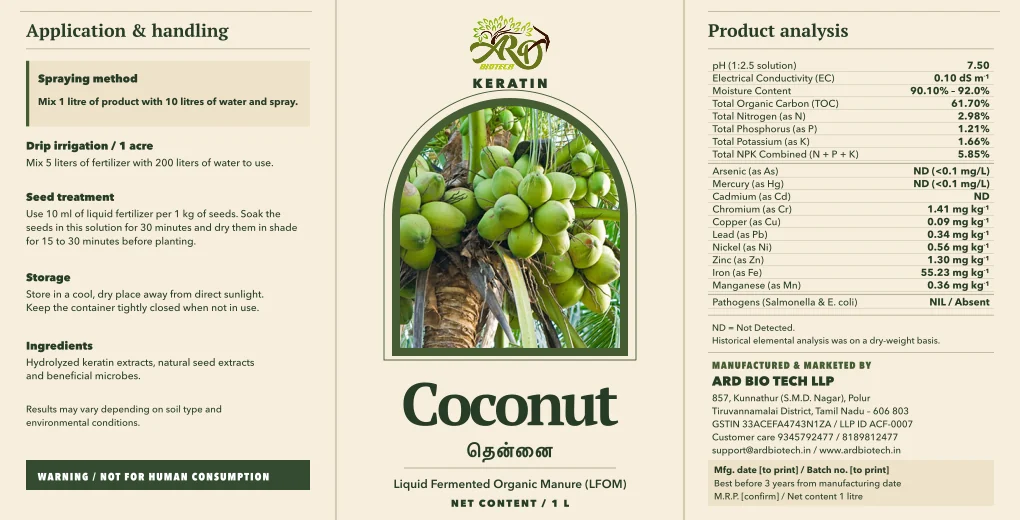 Application & handling
Spraying method
Mix 1 litre of product with 10 litres of water and spray.
Drip irrigation / 1 acre
Mix 5 liters of fertilizer with 200 liters of water to use.
Seed treatment
Use 10 ml of liquid fertilizer per 1 kg of seeds. Soak the
seeds in this solution for 30 minutes and dry them in shade
for 15 to 30 minutes before planting.
Storage
Store in a cool, dry place away from direct sunlight.
Keep the container tightly closed when not in use.
Ingredients
Hydrolyzed keratin extracts, natural seed extracts
and beneficial microbes.
Results may vary depending on soil type and
environmental conditions.
WARNING / NOT FOR HUMAN CONSUMPTION
ARD
BIOTECH
KERATIN
Coconut
தென்னை
Liquid Fermented Organic Manure (LFOM)
NET CONTENT / 1 L
Product analysis
pH (1:2.5 solution) 7.50
Electrical Conductivity (EC) 0.10 dS m⁻¹
Moisture Content 90.10% – 92.0%
Total Organic Carbon (TOC) 61.70%
Total Nitrogen (as N) 2.98%
Total Phosphorus (as P) 1.21%
Total Potassium (as K) 1.66%
Total NPK Combined (N + P + K) 5.85%
Arsenic (as As) ND (<0.1 mg/L)
Mercury (as Hg) ND (<0.1 mg/L)
Cadmium (as Cd) ND
Chromium (as Cr) 1.41 mg kg⁻¹
Copper (as Cu) 0.09 mg kg⁻¹
Lead (as Pb) 0.34 mg kg⁻¹
Nickel (as Ni) 0.56 mg kg⁻¹
Zinc (as Zn) 1.30 mg kg⁻¹
Iron (as Fe) 55.23 mg kg⁻¹
Manganese (as Mn) 0.36 mg kg⁻¹
Pathogens (Salmonella & E. coli) NIL / Absent
ND = Not Detected.
Historical elemental analysis was on a dry-weight basis.
MANUFACTURED & MARKETED BY
ARD BIO TECH LLP
857, Kunnathur (S.M.D. Nagar), Polur
Tiruvannamalai District, Tamil Nadu – 606 803
GSTIN 33ACEFA4743N1ZA / LLP ID ACF-0007
Customer care 9345792477 / 8189812477
support@ardbiotech.in / www.ardbiotech.in
Mfg. date [to print] / Batch no. [to print]
Best before 3 years from manufacturing date
M.R.P. [confirm] / Net content 1 litre